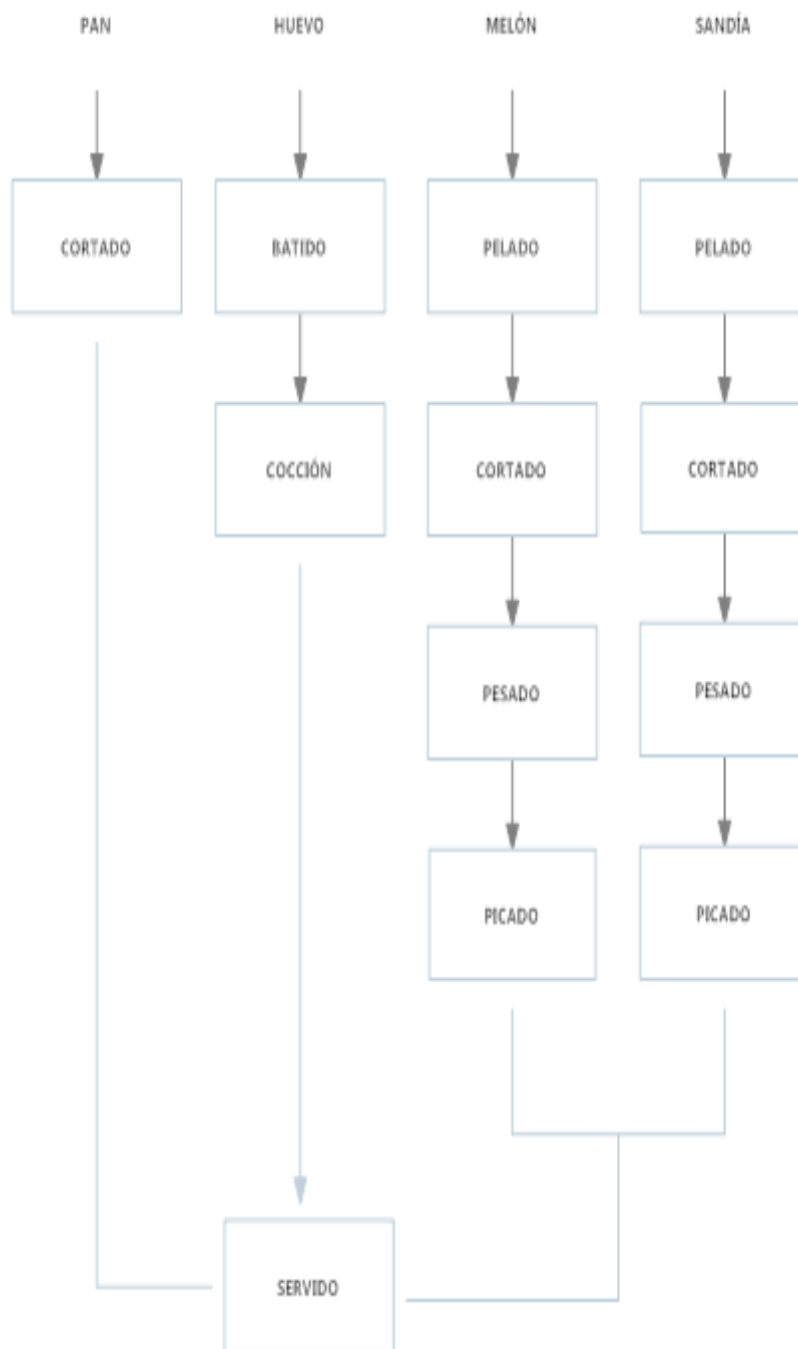 PAN HUEVO MELÓN SANDÍA
CORTADO BATIDO PELADO PELADO
COCCIÓN CORTADO CORTADO
PESADO PESADO
PICADO PICADO
SERVIDO